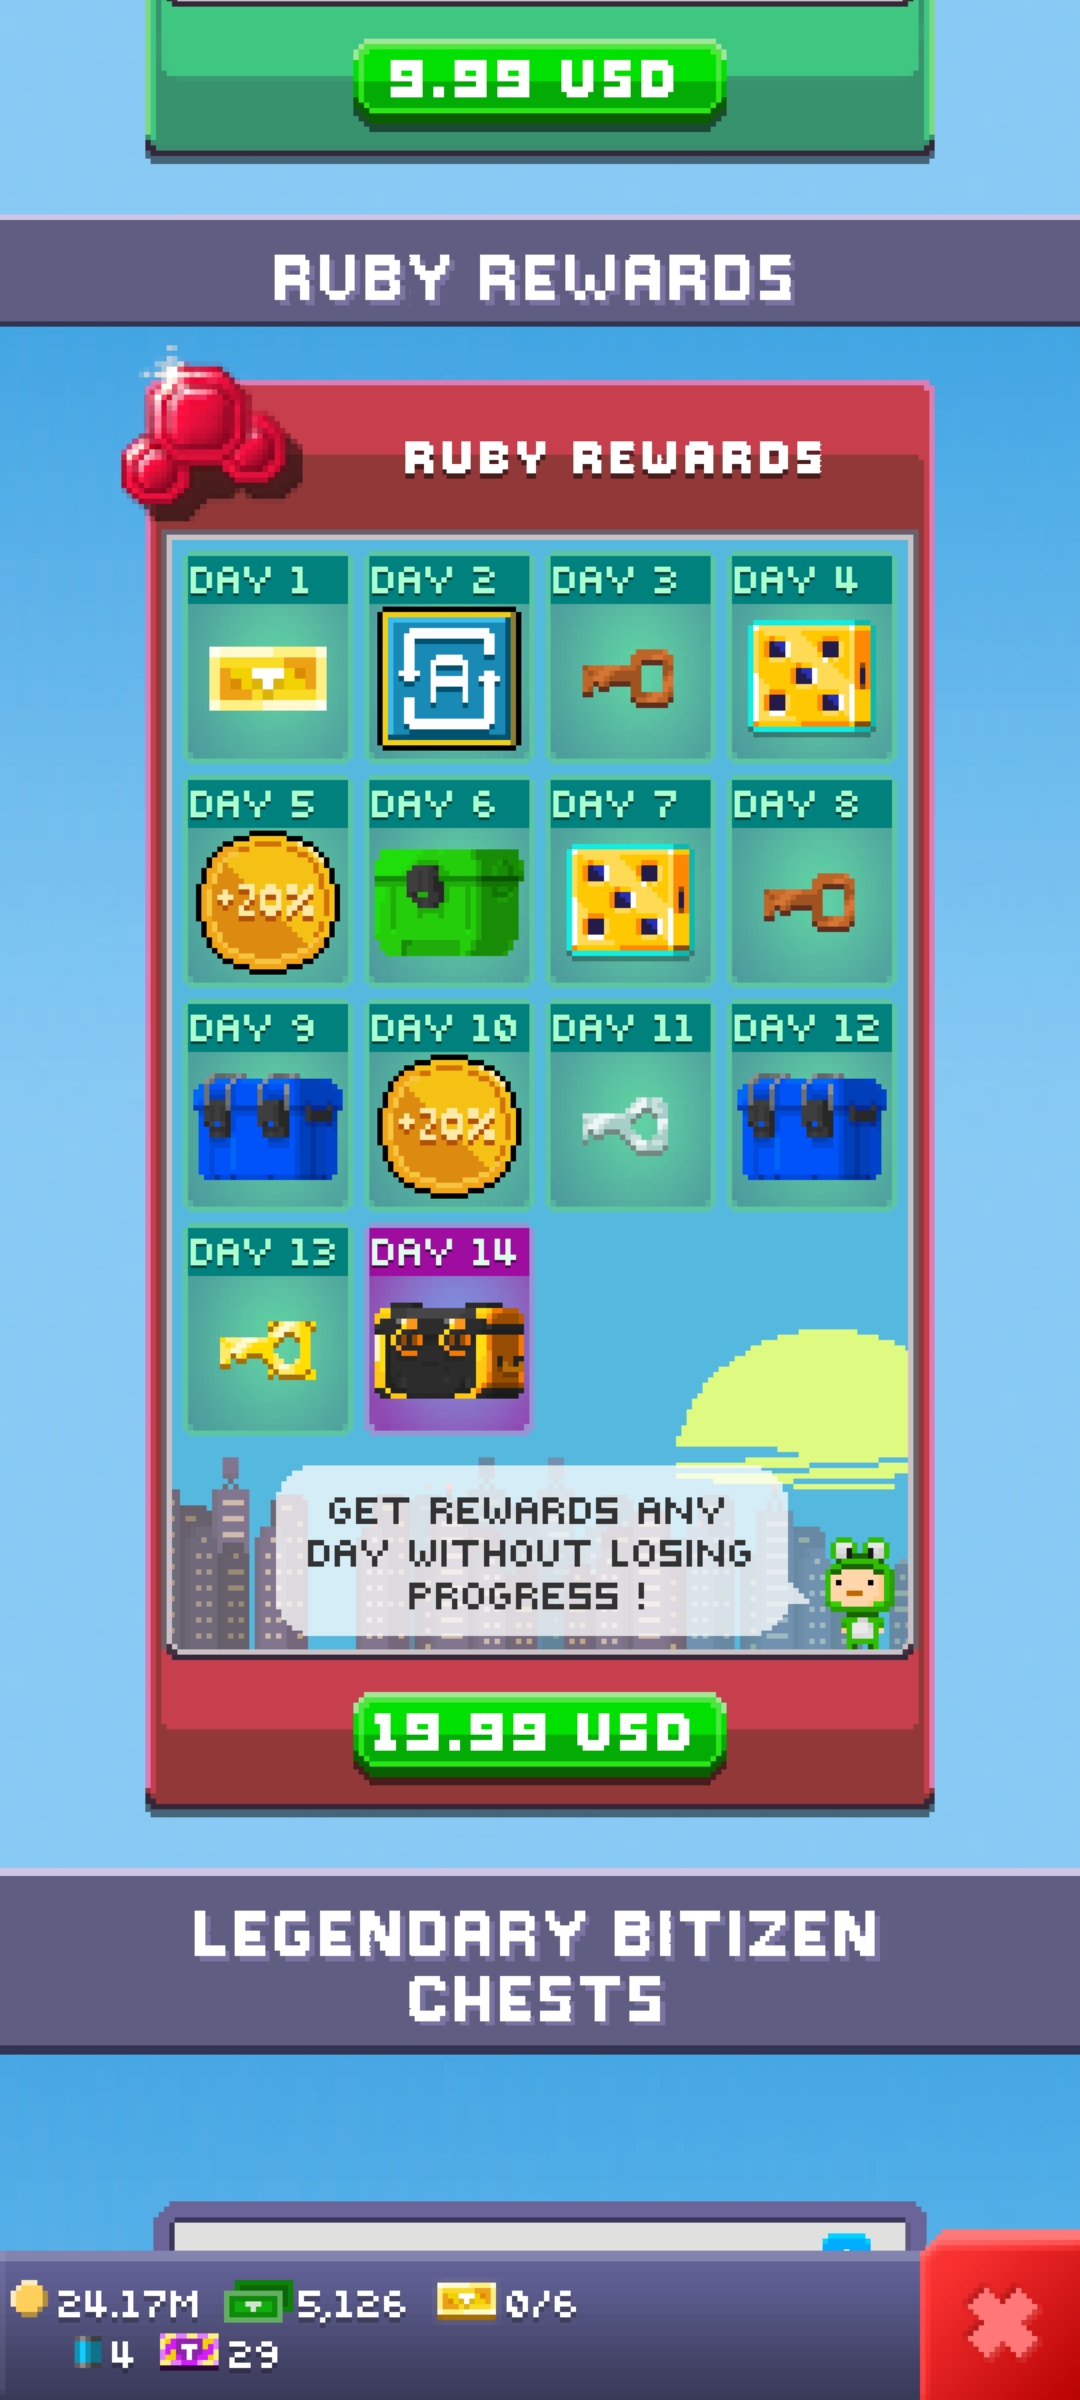 9.99 USD
RUBY REWARDS
RUBY REWARDS
DAY 1
DAY 2
DAY 3
DAY 4
A
DAY 5
DAY 6
DAY 7
DAY 8
+20%
DAY 9
DAY 10
DAY 11
DAY 12
+20%
DAY 13
DAY 14
GET REWARDS ANY
DAY WITHOUT LOSING
PROGRESS !
19.99 USD
LEGENDARY BITIZEN
CHESTS
24.17M
5,126
0/6
4
29